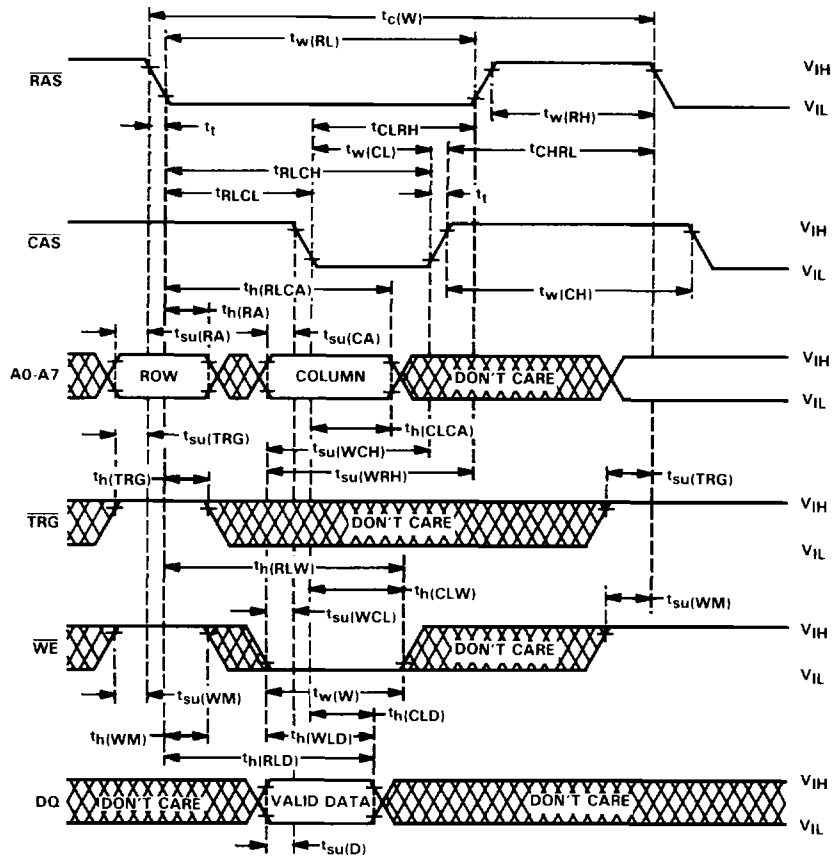 tc(W)
tw(RL)
RAS
VIH
VIL
tt
tCLRH
tw(RH)
tw(CL)
tCHRL
tRLCH
tRLCL
tt
CAS
VIH
VIL
th(RLCA)
tw(CH)
th(RA)
tsu(RA)
tsu(CA)
A0-A7
ROW
COLUMN
DON'T CARE
VIH
VIL
th(CLCA)
tsu(TRG)
tsu(WCH)
tsu(WRH)
th(TRG)
tsu(TRG)
TRG
DON'T CARE
VIH
VIL
th(RLW)
th(CLW)
tsu(WCL)
tsu(WM)
WE
DON'T CARE
VIH
VIL
tw(W)
tsu(WM)
th(CLD)
th(WM)
th(WLD)
th(RLD)
DQ
DON'T CARE
VALID DATA
DON'T CARE
VIH
VIL
tsu(D)